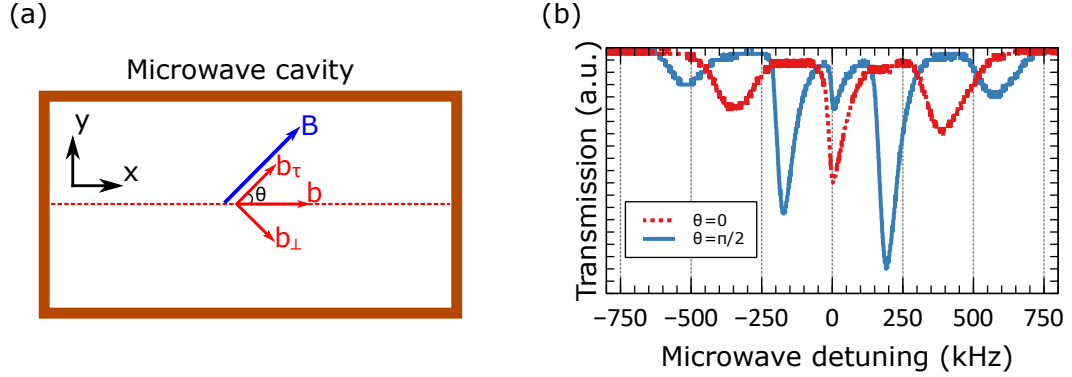 (a)
Microwave cavity
y
x
B
bτ
θ
b
b⊥
(b)
Transmission (a.u.)
θ=0
θ=π/2
−750 −500 −250 0 250 500 750
Microwave detuning (kHz)